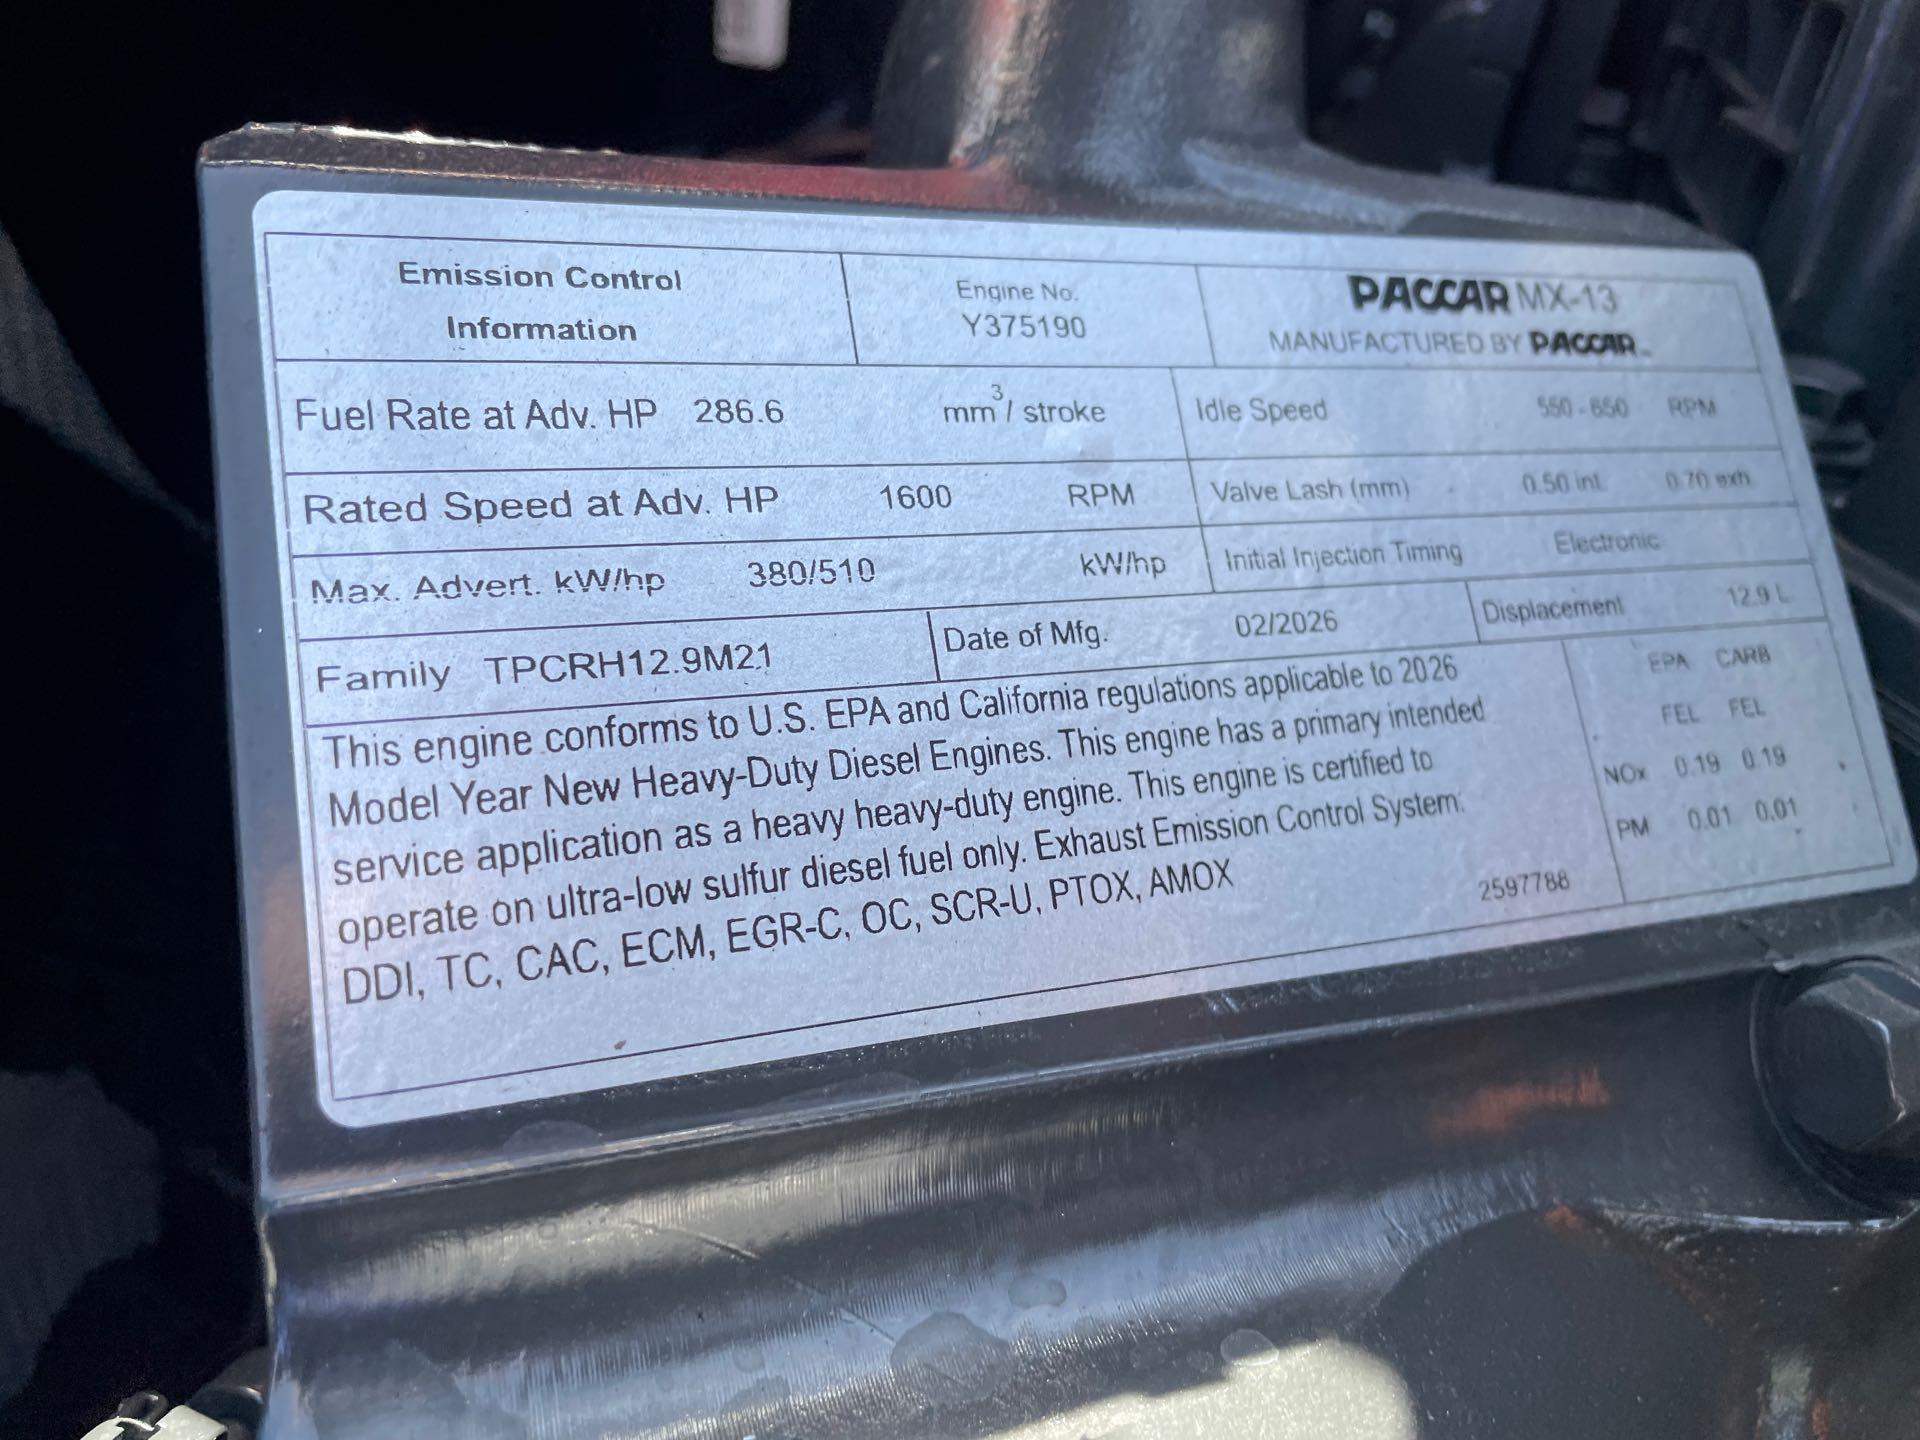 Emission Control
Information
Engine No.
Y375190
PACCAR MX-13
MANUFACTURED BY PACCAR
Fuel Rate at Adv. HP 286.6 mm3/ stroke
Idle Speed 550 - 650 RPM
Rated Speed at Adv. HP 1600 RPM
Valve Lash (mm) 0.50 int. 0.70 exh.
Max. Advert. kW/hp 380/510 kW/hp
Initial Injection Timing Electronic
Family TPCRH12.9M21
Date of Mfg. 02/2026
Displacement 12.9 L
This engine conforms to U.S. EPA and California regulations applicable to 2026
Model Year New Heavy-Duty Diesel Engines. This engine has a primary intended
service application as a heavy heavy-duty engine. This engine is certified to
operate on ultra-low sulfur diesel fuel only. Exhaust Emission Control System:
DDI, TC, CAC, ECM, EGR-C, OC, SCR-U, PTOX, AMOX
2597788
EPA CARB
FEL FEL
NOx 0.19 0.19
PM 0.01 0.01